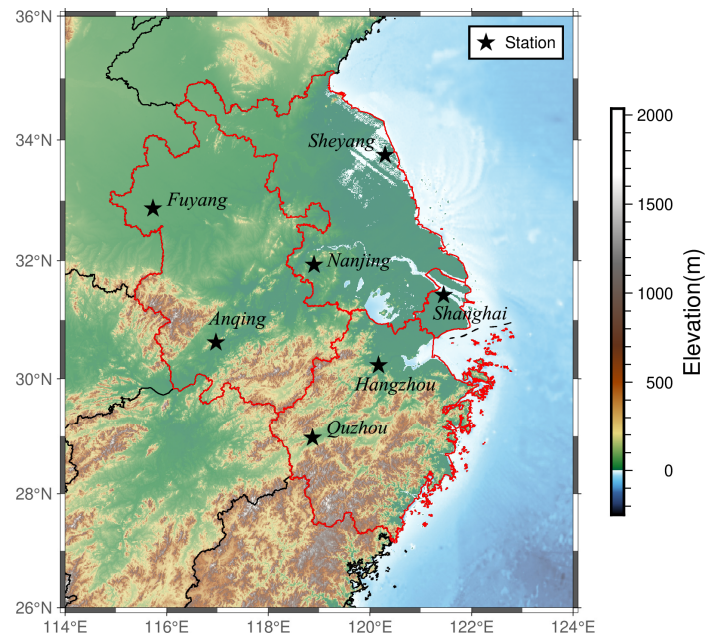 36°N
34°N
32°N
30°N
28°N
26°N
114°E
116°E
118°E
120°E
122°E
124°E
Station
Sheyang
Fuyang
Nanjing
Shanghai
Anqing
Hangzhou
Quzhou
2000
1500
1000
500
0
Elevation(m)